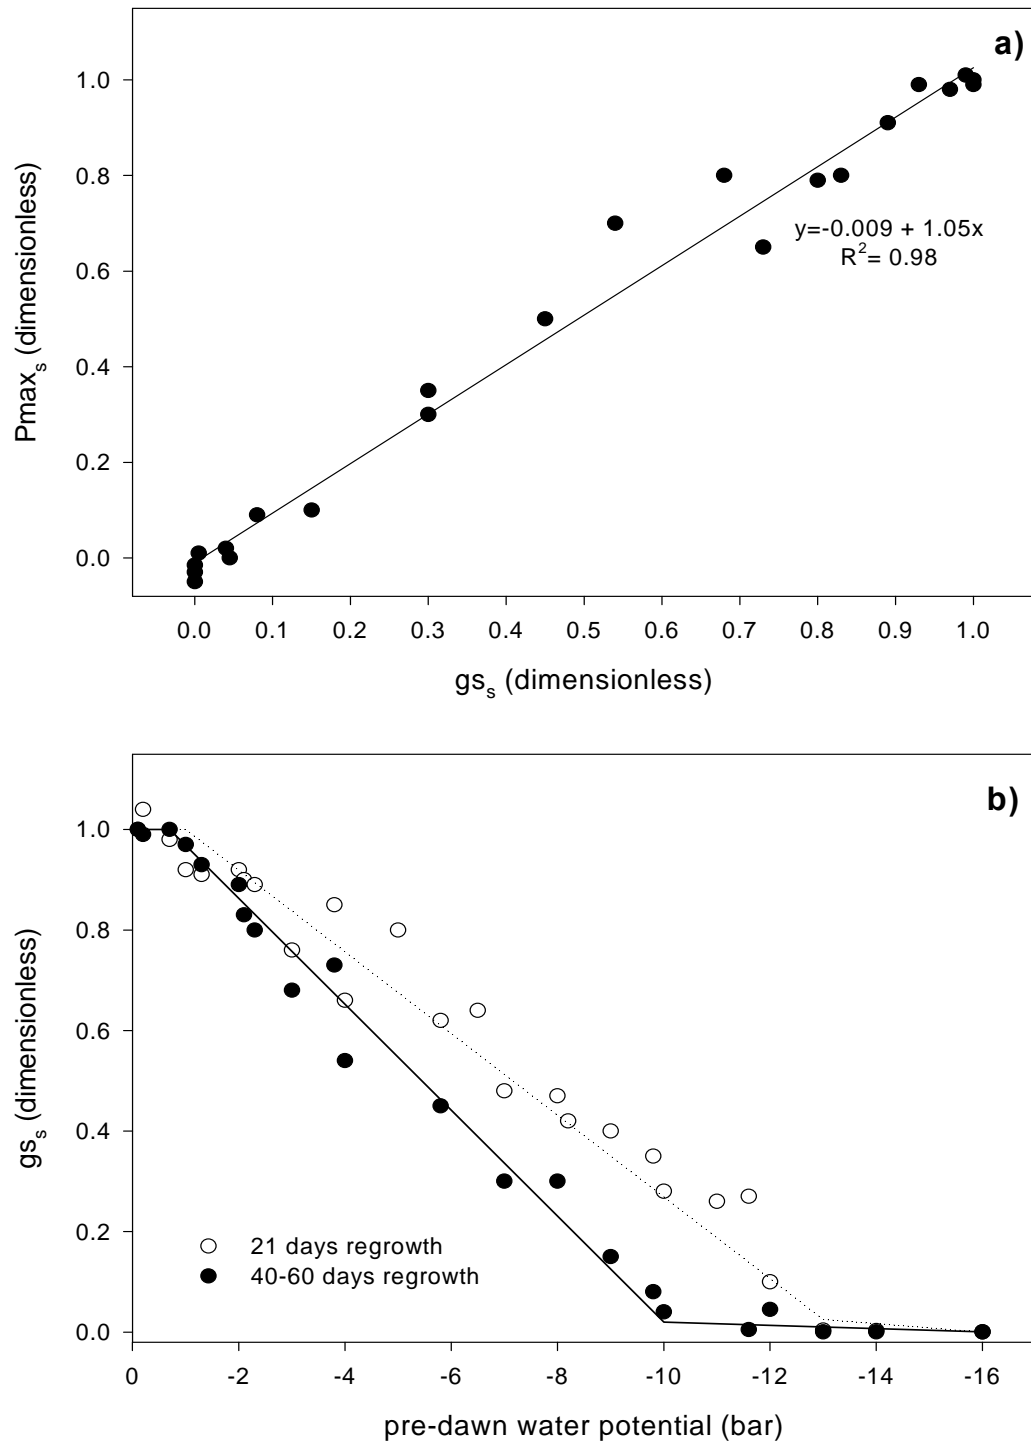 a)
1.0
0.8
0.6
0.4
0.2
0.0
Pmax_s (dimensionless)
y=-0.009 + 1.05x
R²= 0.98
0.0 0.1 0.2 0.3 0.4 0.5 0.6 0.7 0.8 0.9 1.0
gs_s (dimensionless)
b)
1.0
0.8
0.6
0.4
0.2
0.0
gs_s (dimensionless)
21 days regrowth
40-60 days regrowth
0 -2 -4 -6 -8 -10 -12 -14 -16
pre-dawn water potential (bar)